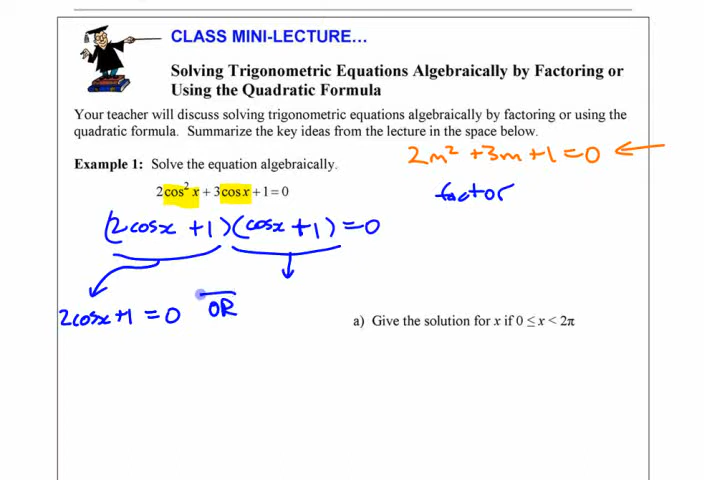 CLASS MINI-LECTURE…
Solving Trigonometric Equations Algebraically by Factoring or
Using the Quadratic Formula
Your teacher will discuss solving trigonometric equations algebraically by factoring or using the
quadratic formula. Summarize the key ideas from the lecture in the space below.
Example 1: Solve the equation algebraically.
2m² +3m+1=0
2cos² x + 3cos x + 1 = 0
factor
(2cosx +1)(cosx +1)=0
2cosx+1 = 0 OR
a) Give the solution for x if 0 ≤ x < 2π